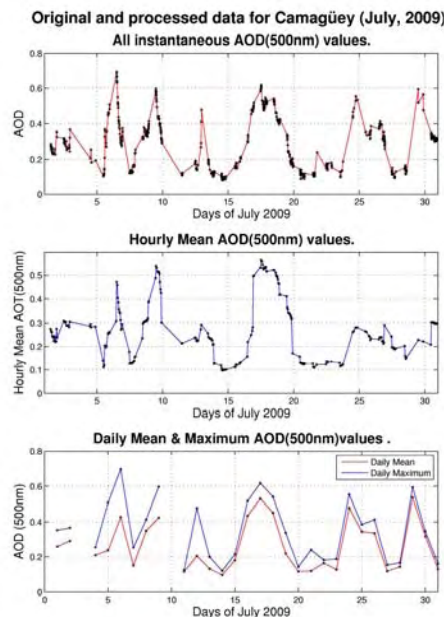 Original and processed data for Camagüey (July, 2009)
All instantaneous AOD(500nm) values.
0.8
0.6
0.4
0.2
0
AOD
0 5 10 15 20 25 30
Days of July 2009
Hourly Mean AOD(500nm) values.
0.5
0.4
0.3
0.2
0.1
0
Hourly Mean AOT(500nm)
0 5 10 15 20 25 30
Days of July 2009
Daily Mean & Maximum AOD(500nm)values .
Daily Mean
Daily Maximum
0.8
0.6
0.4
0.2
0
AOD (500nm)
0 5 10 15 20 25 30
Days of July 2009